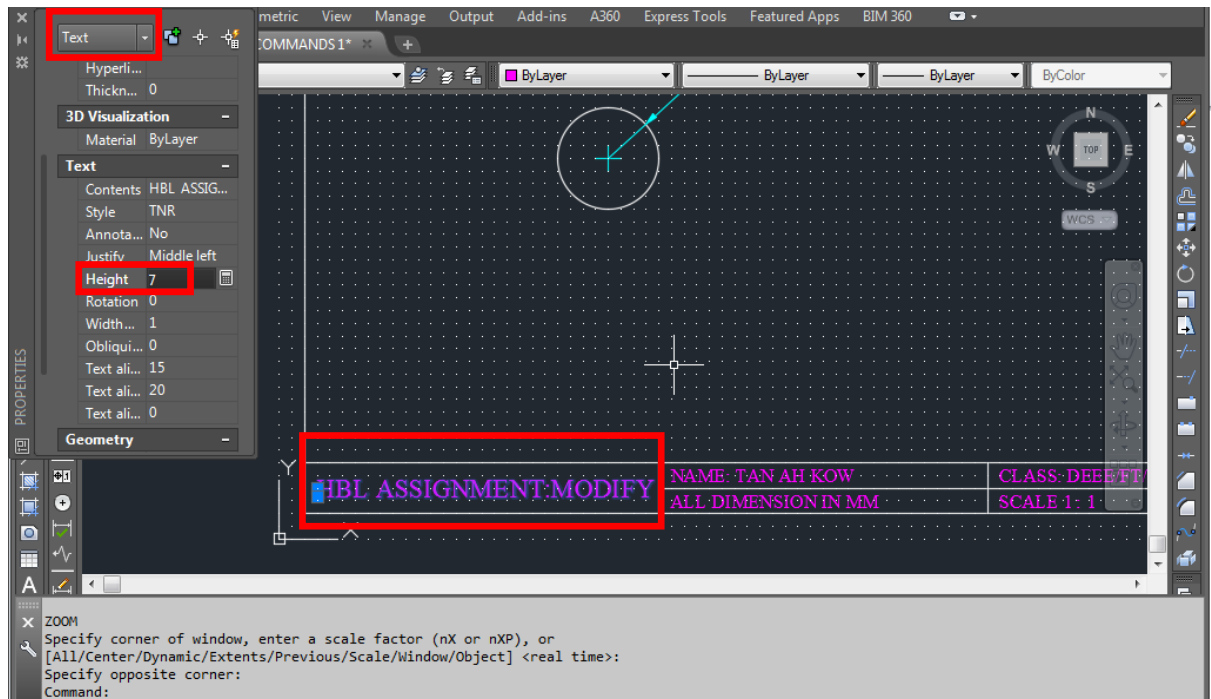 metric View Manage Output Add-ins A360 Express Tools Featured Apps BIM 360
Text
COMMANDS1*
Hyperli...
Thickn... 0
ByLayer
ByLayer
ByLayer
ByColor
3D Visualization
Material ByLayer
Text
Contents HBL ASSIG...
Style TNR
Annota... No
Justify Middle left
Height 7
Rotation 0
Width... 1
Obliqui... 0
Text ali... 15
Text ali... 20
Text ali... 0
Geometry
PROPERTIES
N
W TOP E
S
WCS
Y
HBL ASSIGNMENT:MODIFY
NAME: TAN AH KOW
CLASS: DEEE/FT/
ALL DIMENSION IN MM
SCALE 1: 1
X
A
ZOOM
Specify corner of window, enter a scale factor (nX or nXP), or
[All/Center/Dynamic/Extents/Previous/Scale/Window/Object] <real time>:
Specify opposite corner:
Command: